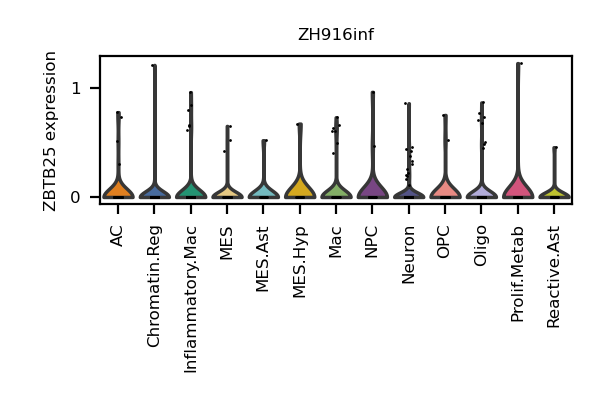 ZH916inf
ZBTB25 expression
1
0
AC
Chromatin.Reg
Inflammatory.Mac
MES
MES.Ast
MES.Hyp
Mac
NPC
Neuron
OPC
Oligo
Prolif.Metab
Reactive.Ast